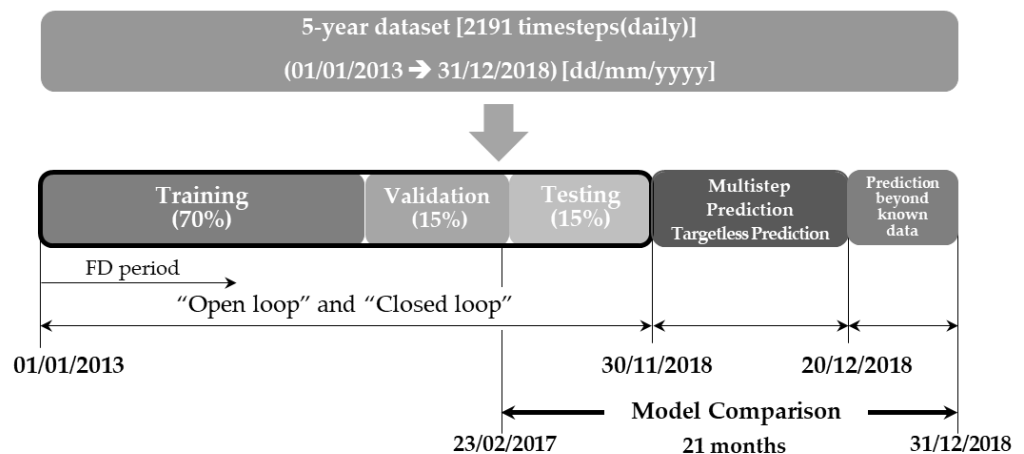 5-year dataset [2191 timesteps(daily)]
(01/01/2013 ➔ 31/12/2018) [dd/mm/yyyy]
Training
(70%)
Validation
(15%)
Testing
(15%)
Multistep
Prediction
Targetless Prediction
Prediction
beyond
known
data
FD period
“Open loop” and “Closed loop”
01/01/2013
30/11/2018
20/12/2018
Model Comparison
23/02/2017
21 months
31/12/2018